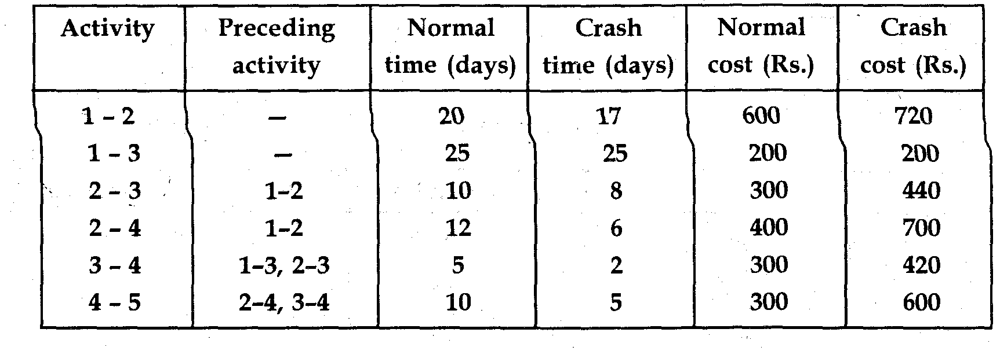 Activity Preceding Normal Crash Normal Crash
activity time (days) time (days) cost (Rs.) cost (Rs.)
1 – 2 – 20 17 600 720
1 – 3 – 25 25 200 200
2 – 3 1–2 10 8 300 440
2 – 4 1–2 12 6 400 700
3 – 4 1–3, 2–3 5 2 300 420
4 – 5 2–4, 3–4 10 5 300 600